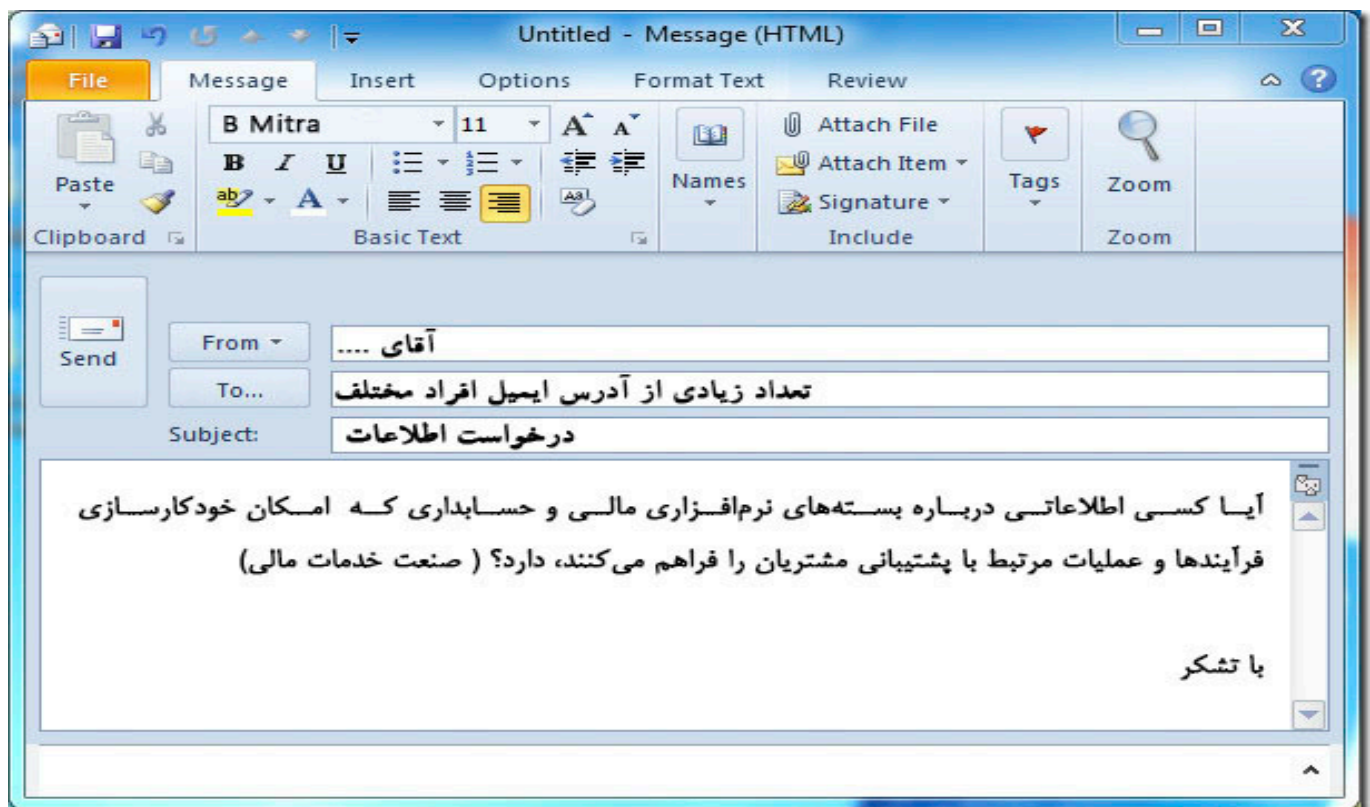 Untitled - Message (HTML)
File Message Insert Options Format Text Review
B Mitra 11 A A
Paste B I U ab A Aa
Names
Attach File
Attach Item
Signature
Tags
Zoom
Clipboard Basic Text Include Zoom
Send
From آقای ....
To... تعداد زیادی از آدرس ایمیل افراد مختلف
Subject: درخواست اطلاعات
آیا کسی اطلاعاتی درباره بسته‌های نرم‌افزاری مالی و حسابداری که امکان خودکارسازی
فرآیندها و عملیات مرتبط با پشتیبانی مشتریان را فراهم می‌کنند، دارد؟ ( صنعت خدمات مالی)
با تشکر